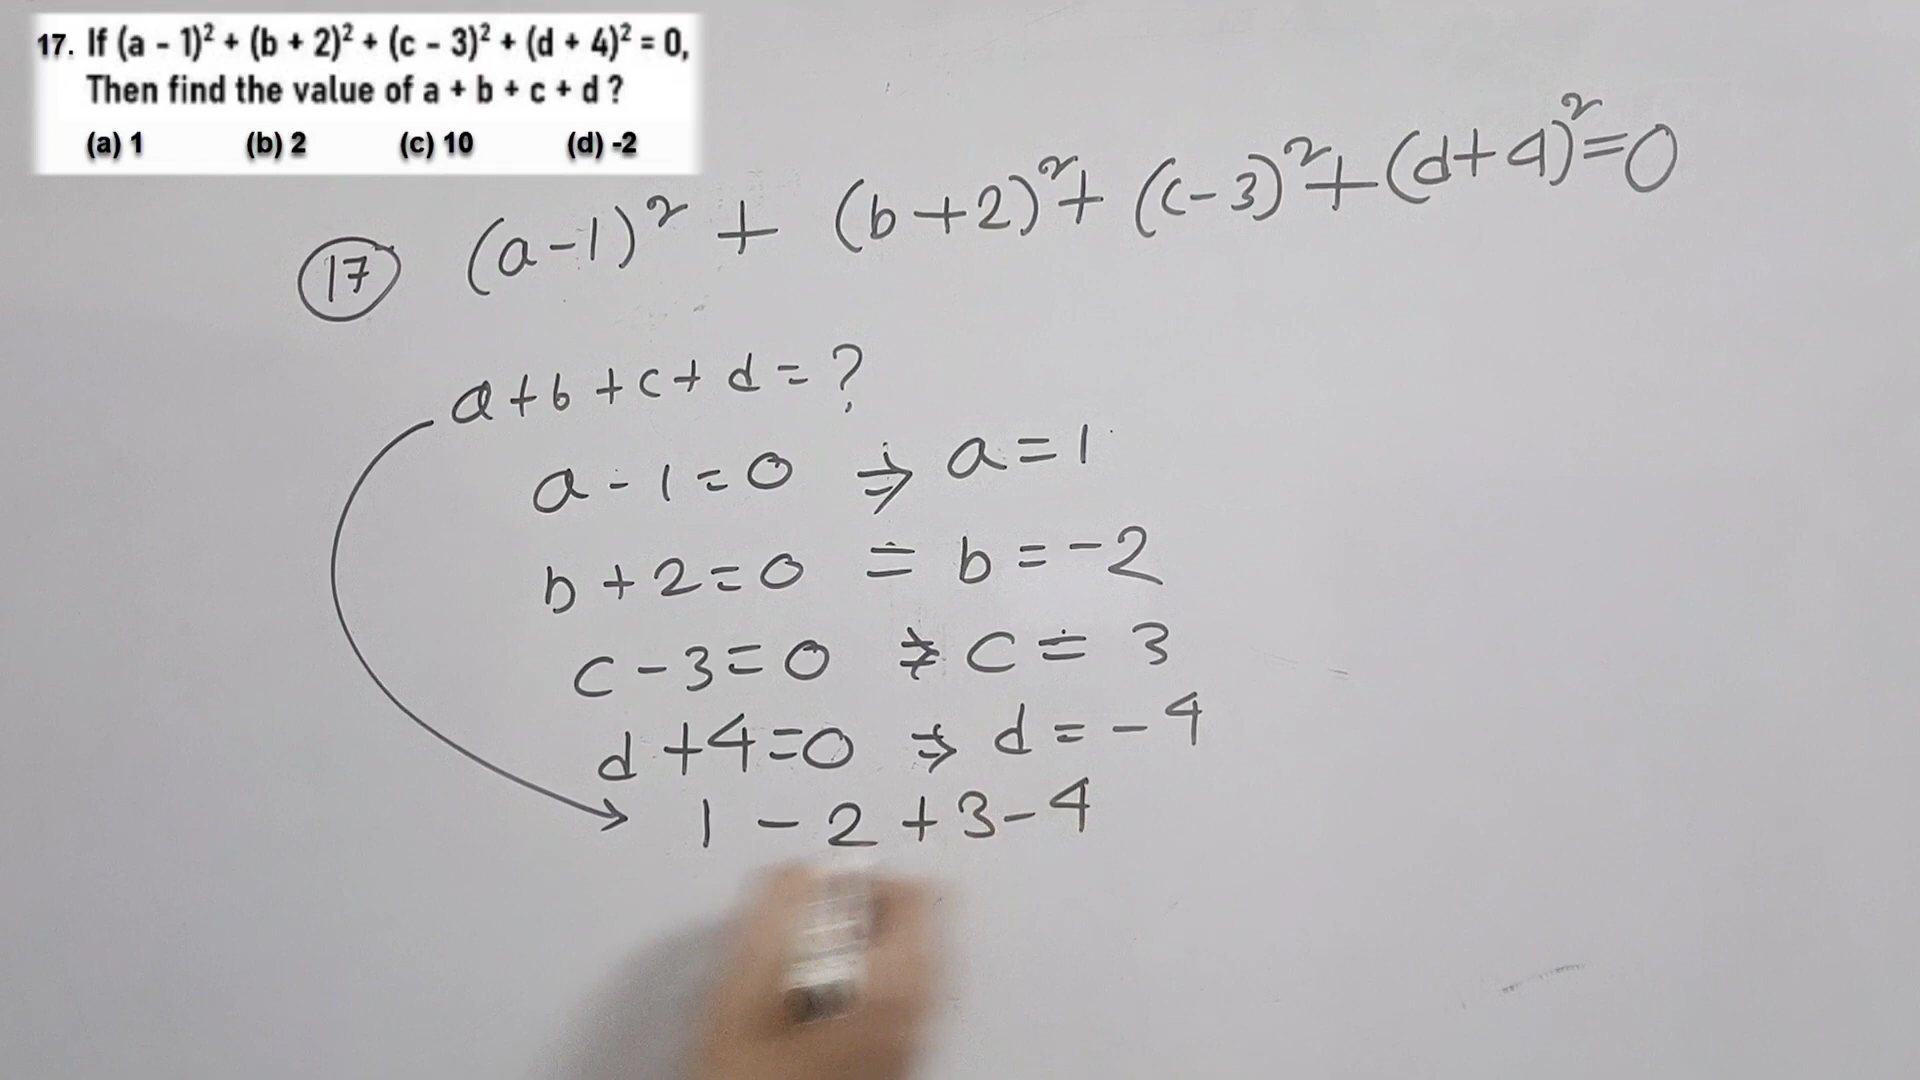 17. If (a - 1)² + (b + 2)² + (c - 3)² + (d + 4)² = 0,
Then find the value of a + b + c + d ?
(a) 1 (b) 2 (c) 10 (d) -2
17 (a-1)² + (b+2)² + (c-3)² + (d+4)² = 0
a+b+c+d = ?
a - 1 = 0 ⇒ a = 1
b + 2 = 0 = b = -2
c - 3 = 0 ⇒ c = 3
d + 4 = 0 ⇒ d = -4
1 - 2 + 3 - 4